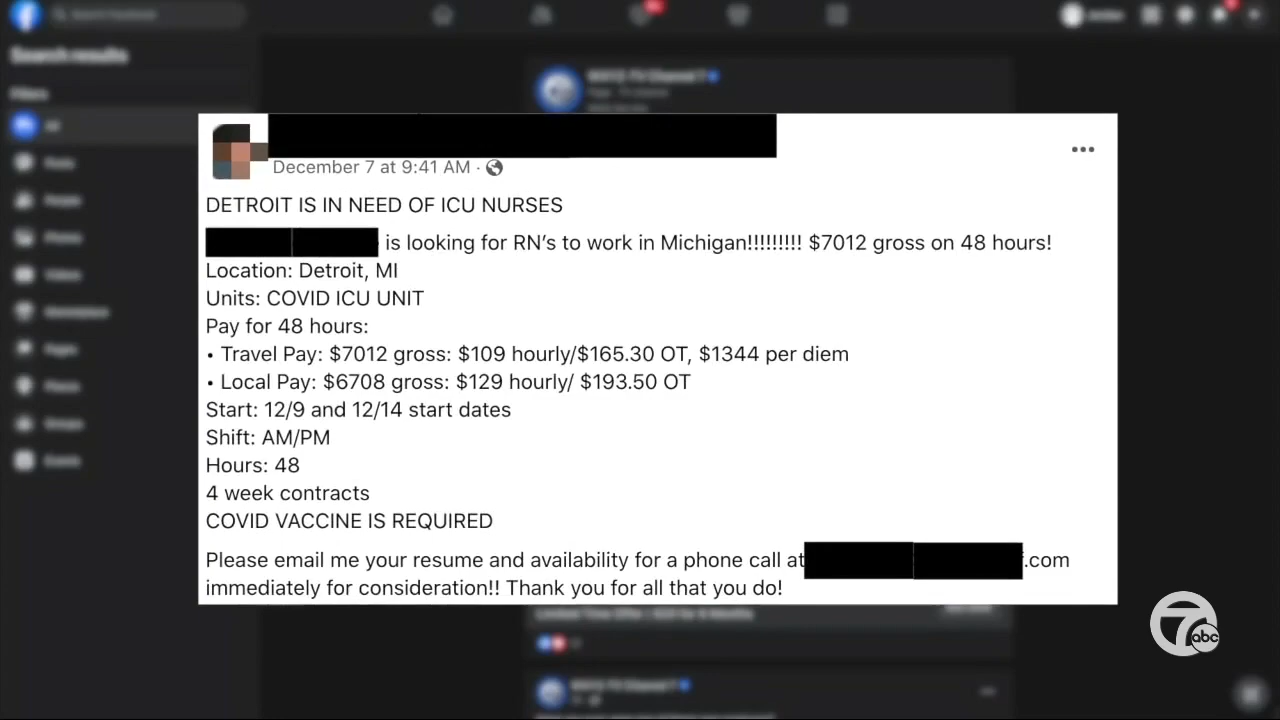 Search results
Filters
December 7 at 9:41 AM ·
DETROIT IS IN NEED OF ICU NURSES
is looking for RN's to work in Michigan!!!!!!!!! $7012 gross on 48 hours!
Location: Detroit, MI
Units: COVID ICU UNIT
Pay for 48 hours:
• Travel Pay: $7012 gross: $109 hourly/$165.30 OT, $1344 per diem
• Local Pay: $6708 gross: $129 hourly/ $193.50 OT
Start: 12/9 and 12/14 start dates
Shift: AM/PM
Hours: 48
4 week contracts
COVID VACCINE IS REQUIRED
Please email me your resume and availability for a phone call at .com
immediately for consideration!! Thank you for all that you do!
7 abc